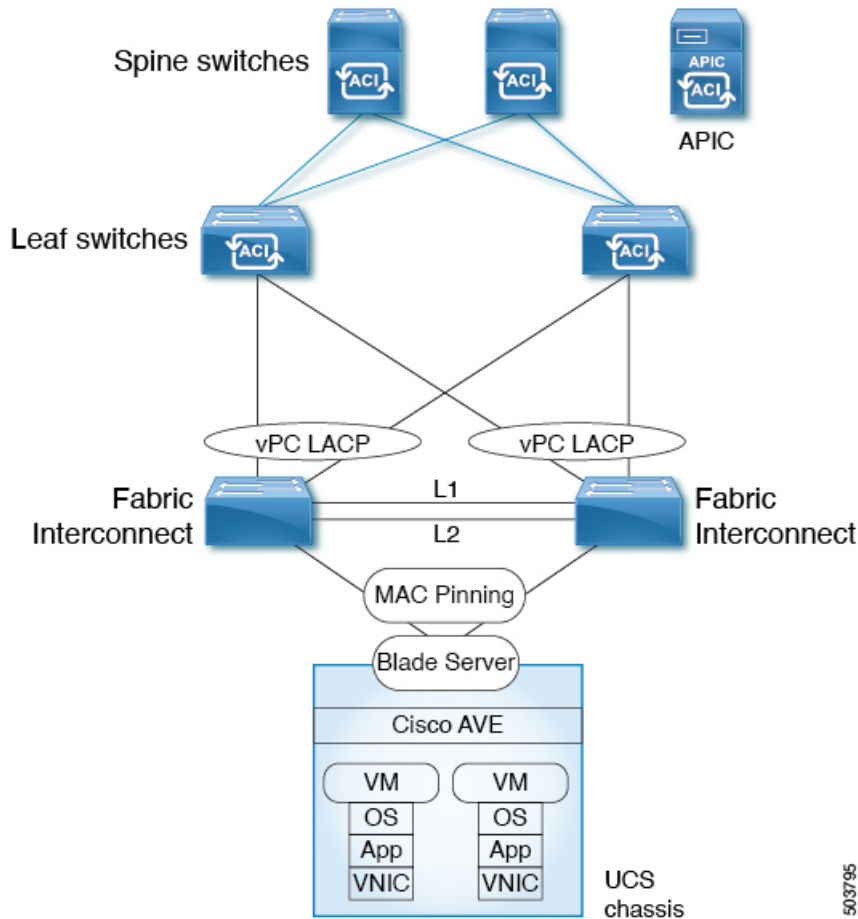 Spine switches
ACI
ACI
APIC
ACI
APIC
Leaf switches
ACI
ACI
vPC LACP
vPC LACP
Fabric
Interconnect
L1
L2
Fabric
Interconnect
MAC Pinning
Blade Server
Cisco AVE
VM
VM
OS
OS
App
App
VNIC
VNIC
UCS
chassis
503795